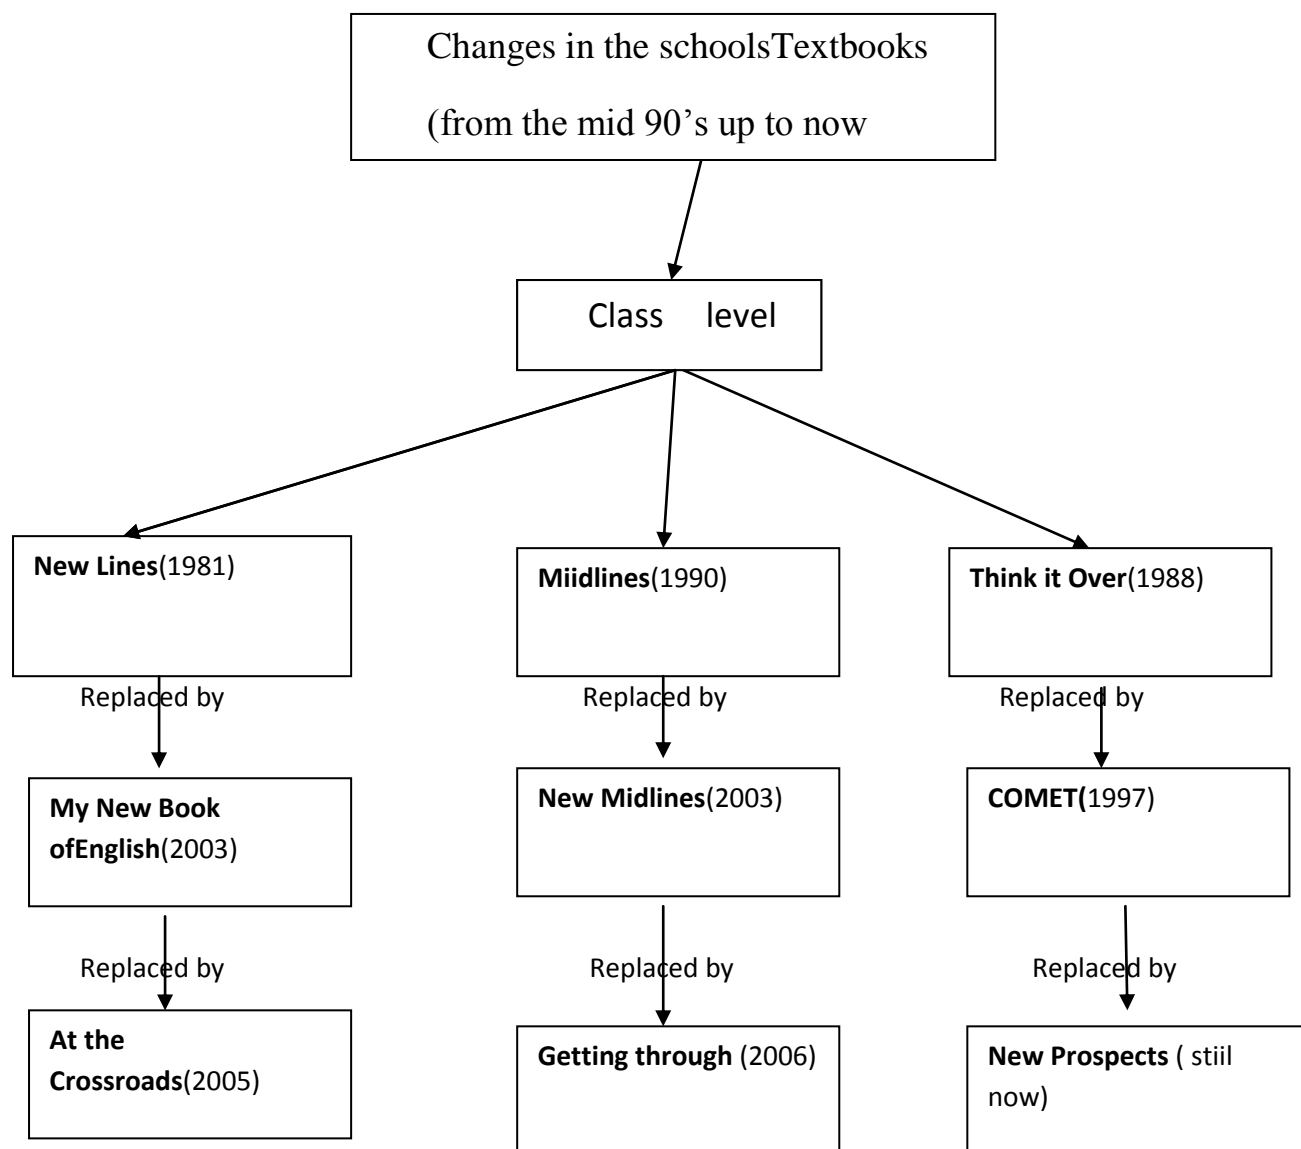 Changes in the schoolsTextbooks
(from the mid 90’s up to now
Class level
New Lines(1981)
Miidlines(1990)
Think it Over(1988)
Replaced by
Replaced by
Replaced by
My New Book
ofEnglish(2003)
New Midlines(2003)
COMET(1997)
Replaced by
Replaced by
Replaced by
At the
Crossroads(2005)
Getting through (2006)
New Prospects ( stiil
now)